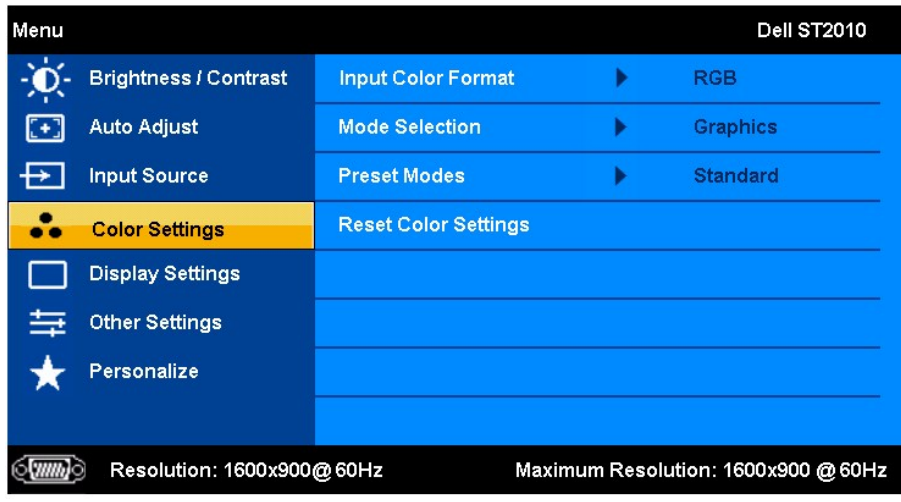 Menu Dell ST2010
Brightness / Contrast Input Color Format RGB
Auto Adjust Mode Selection Graphics
Input Source Preset Modes Standard
Color Settings Reset Color Settings
Display Settings
Other Settings
Personalize
Resolution: 1600x900@60Hz Maximum Resolution: 1600x900 @60Hz